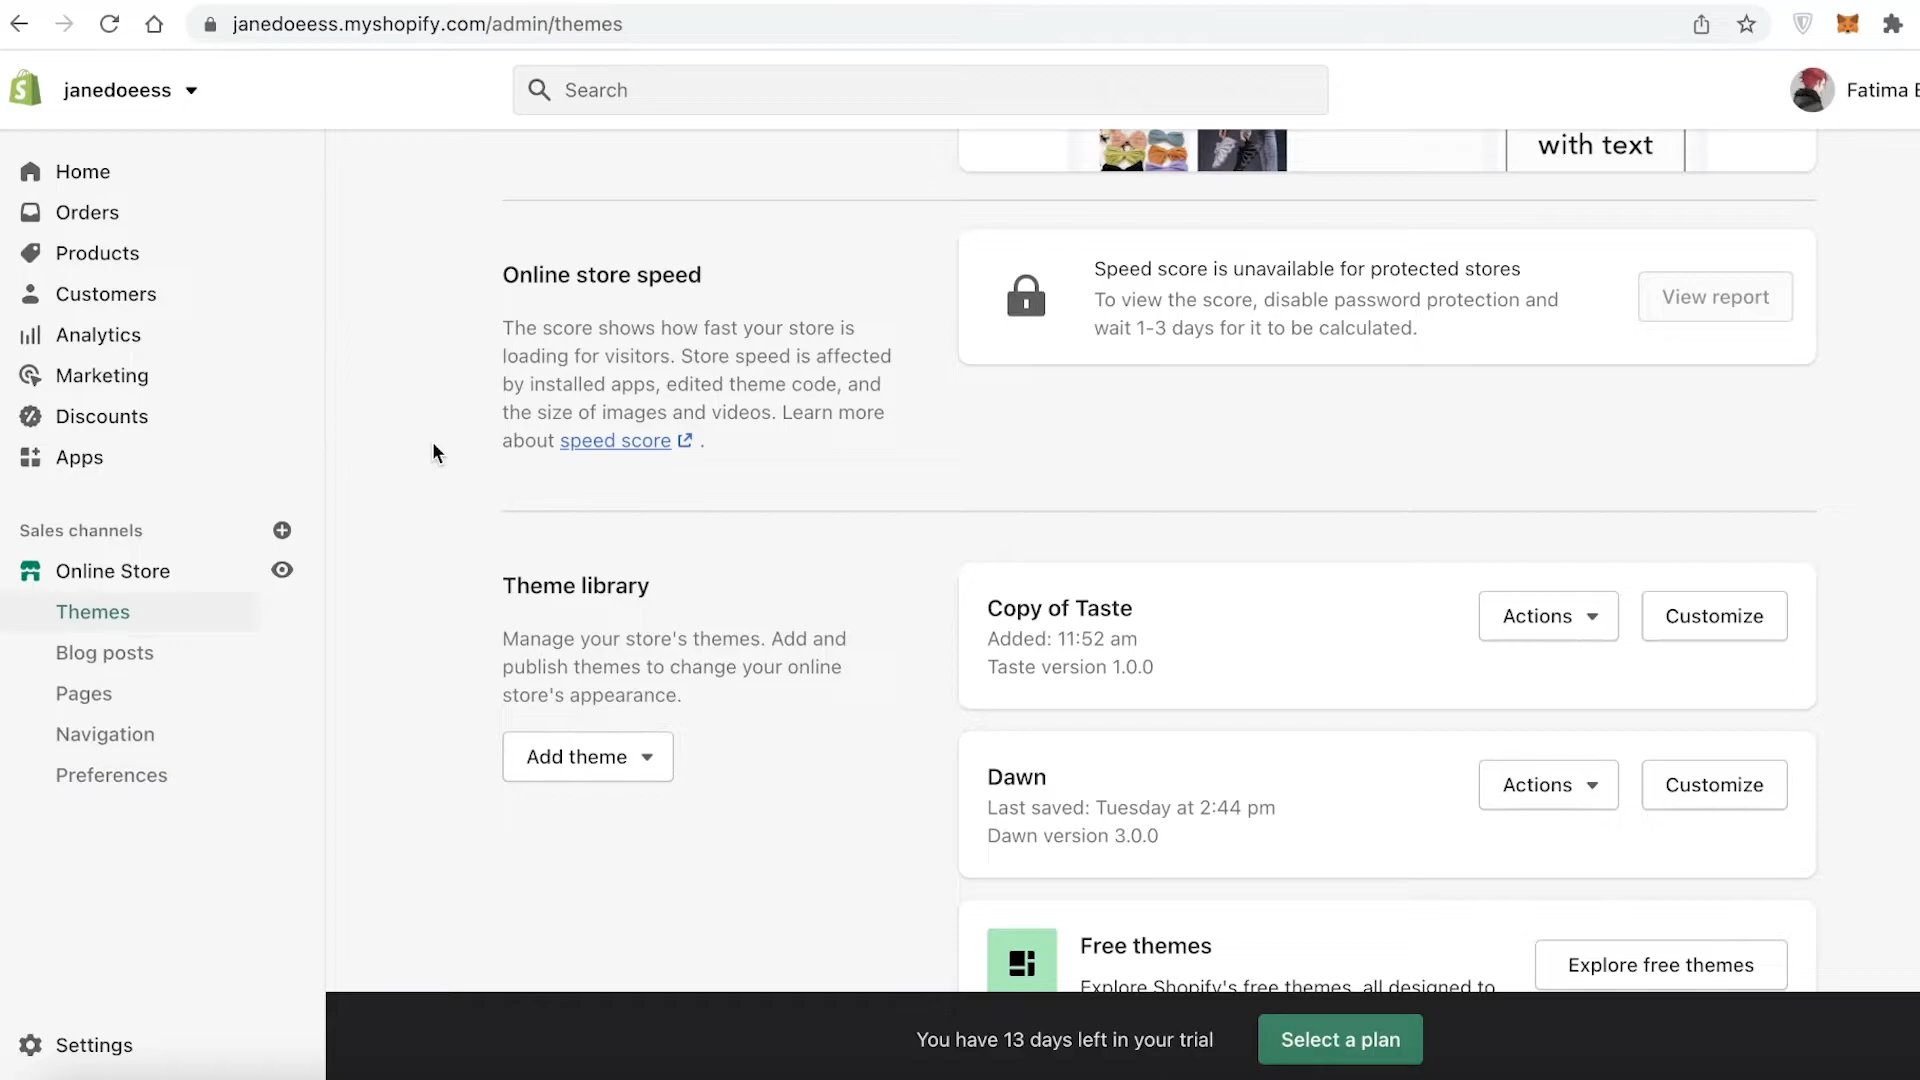 janedoeess.myshopify.com/admin/themes
janedoeess
Search
Fatima E
Home
Orders
Products
Customers
Analytics
Marketing
Discounts
Apps
Sales channels
Online Store
Themes
Blog posts
Pages
Navigation
Preferences
Settings
with text
Online store speed
The score shows how fast your store is
loading for visitors. Store speed is affected
by installed apps, edited theme code, and
the size of images and videos. Learn more
about speed score .
Speed score is unavailable for protected stores
To view the score, disable password protection and
wait 1-3 days for it to be calculated.
View report
Theme library
Manage your store's themes. Add and
publish themes to change your online
store's appearance.
Add theme
Copy of Taste
Added: 11:52 am
Taste version 1.0.0
Actions
Customize
Dawn
Last saved: Tuesday at 2:44 pm
Dawn version 3.0.0
Actions
Customize
Free themes
Explore Shopify's free themes, all designed to
Explore free themes
You have 13 days left in your trial
Select a plan